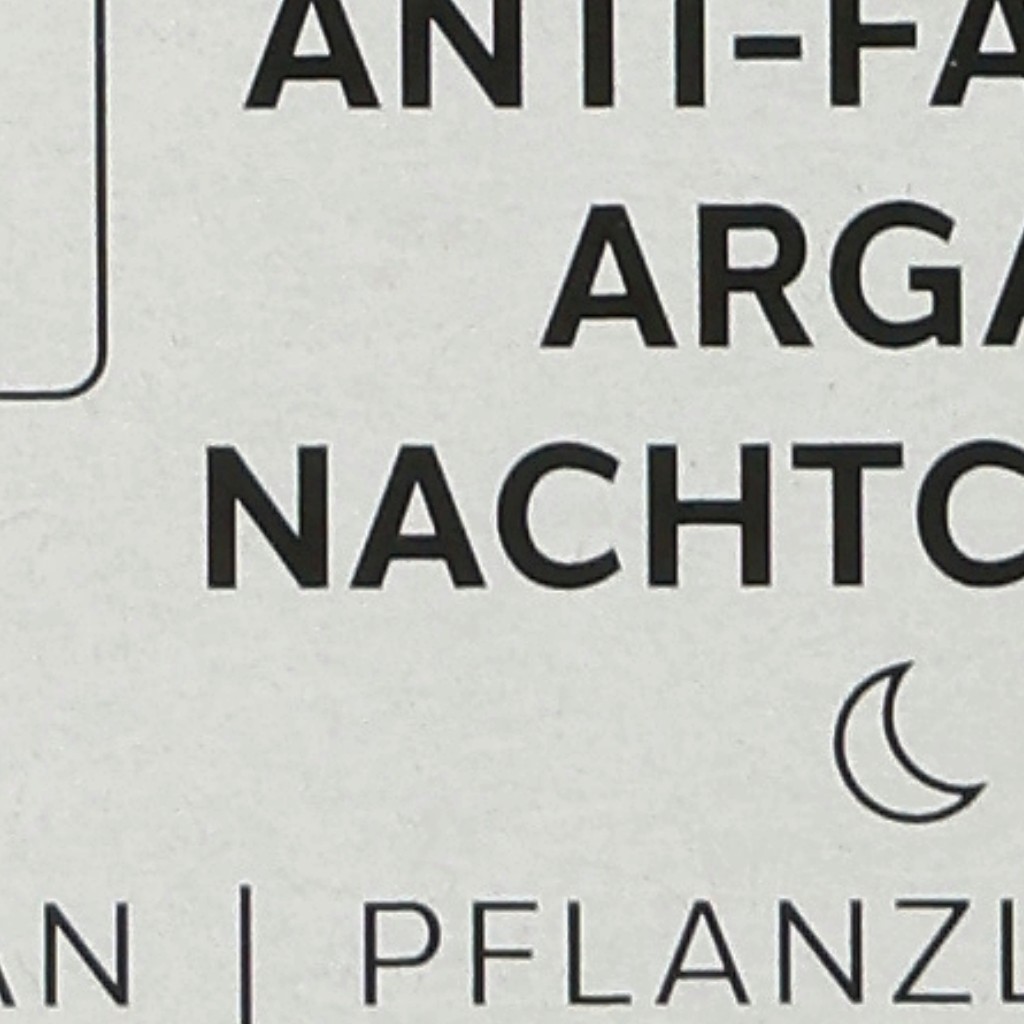 ANTI-FA
ARGA
NACHTC
AN | PFLANZL